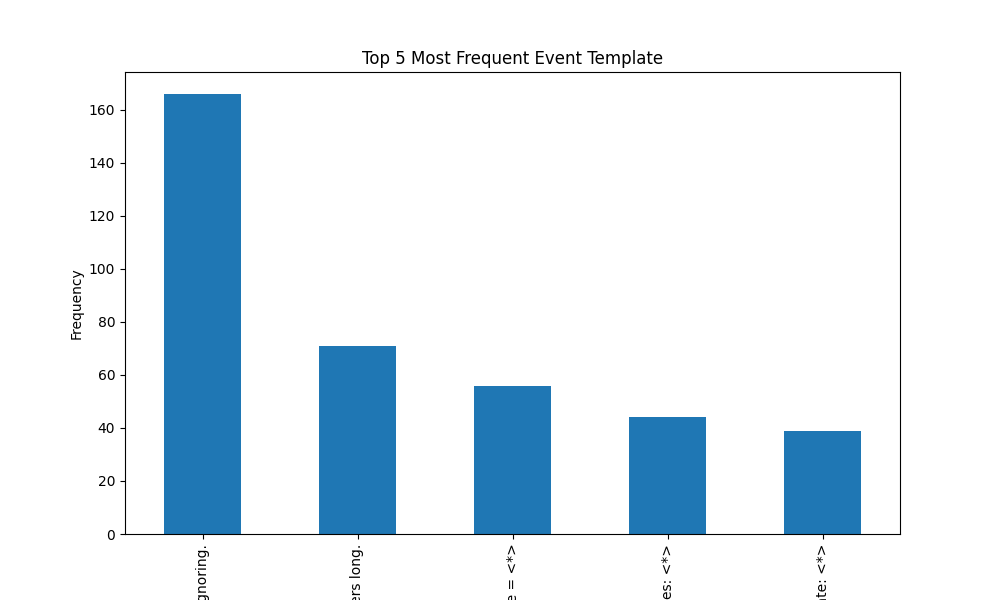 Top 5 Most Frequent Event Template
Frequency
160
140
120
100
80
60
40
20
0
gnoring.
ers long.
e = <*>
es: <*>
te: <*>